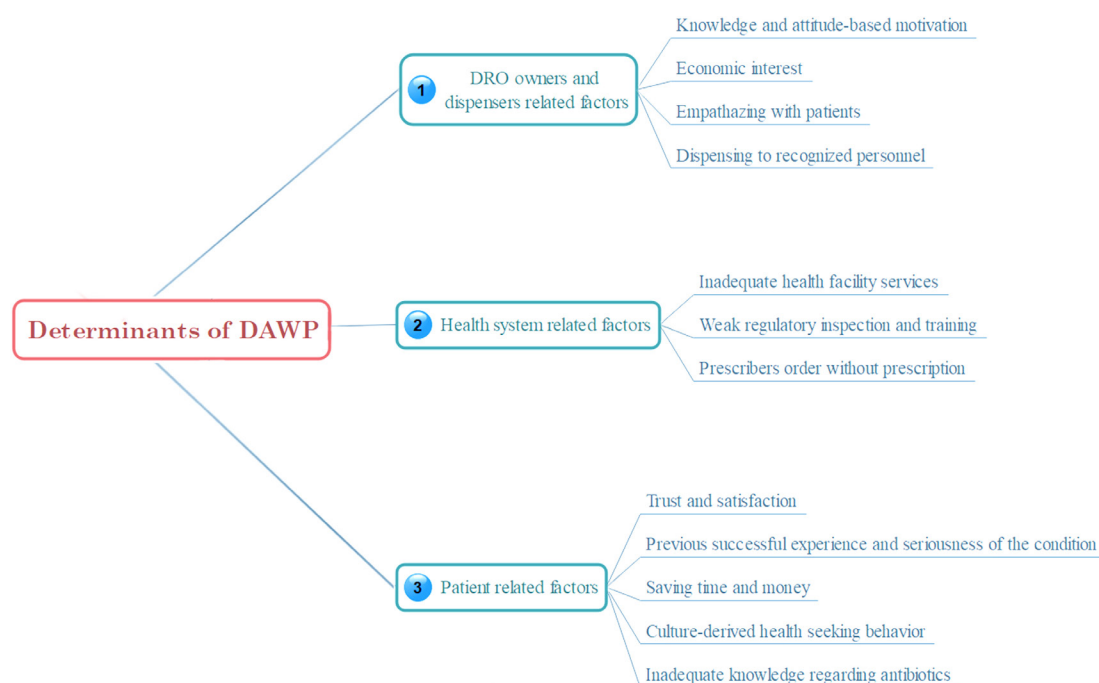 Determinants of DAWP
1
DRO owners and
dispensers related factors
Knowledge and attitude-based motivation
Economic interest
Empathazing with patients
Dispensing to recognized personnel
2
Health system related factors
Inadequate health facility services
Weak regulatory inspection and training
Prescribers order without prescription
3
Patient related factors
Trust and satisfaction
Previous successful experience and seriousness of the condition
Saving time and money
Culture-derived health seeking behavior
Inadequate knowledge regarding antibiotics